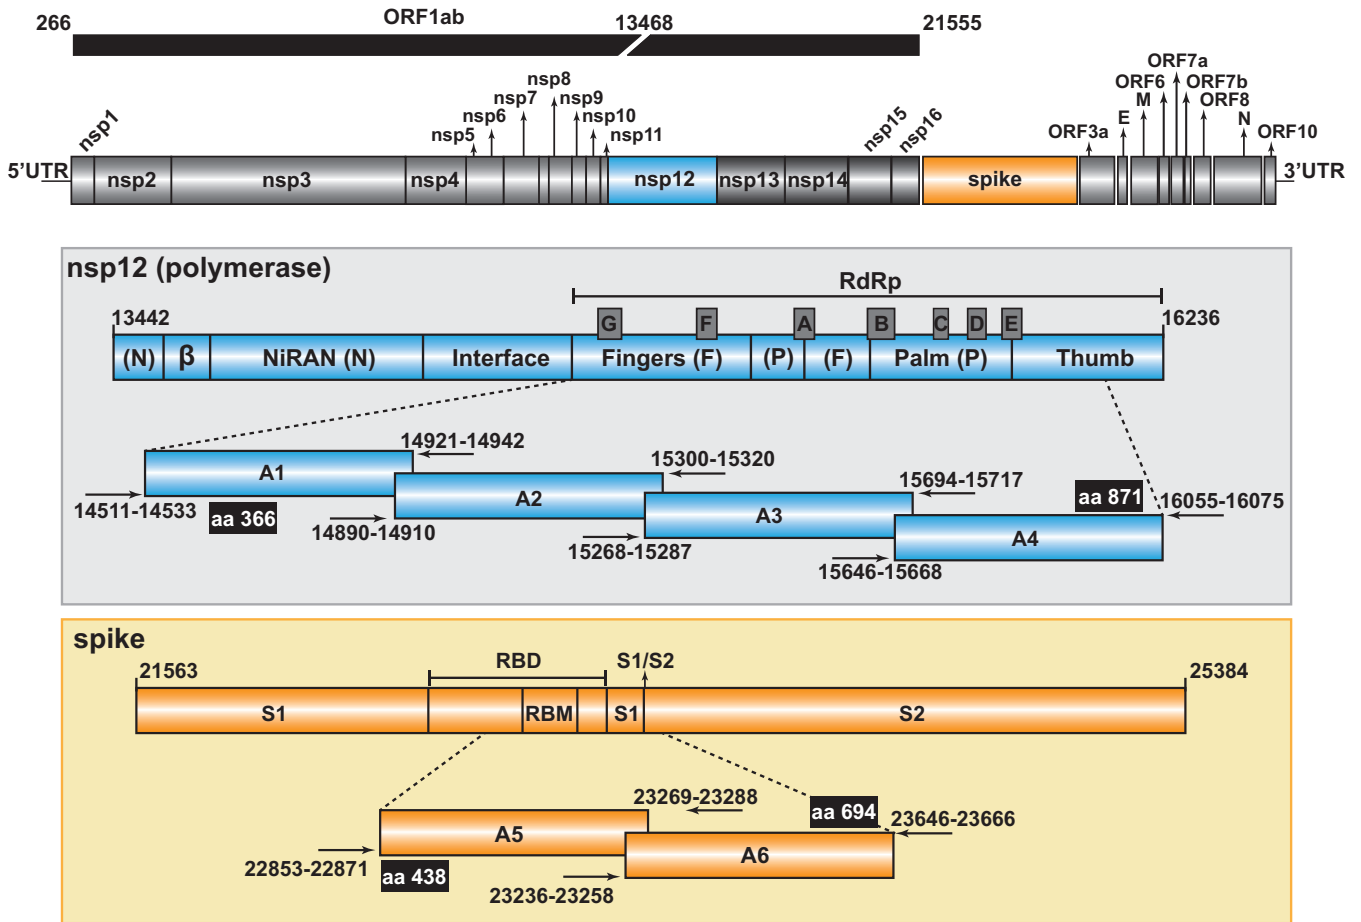 266
ORF1ab
13468
21555
nsp1
nsp5
nsp6
nsp7
nsp8
nsp9
nsp10
nsp11
nsp15
nsp16
ORF3a
E
M
ORF6
ORF7a
ORF7b
ORF8
N
ORF10
5’UTR
nsp2
nsp3
nsp4
nsp12
nsp13
nsp14
spike
3’UTR
nsp12 (polymerase)
RdRp
13442
16236
G
F
A
B
C
D
E
(N)
β
NiRAN (N)
Interface
Fingers (F)
(P)
(F)
Palm (P)
Thumb
14921-14942
A1
14511-14533
aa 366
15300-15320
A2
14890-14910
15694-15717
A3
15268-15287
aa 871
16055-16075
A4
15646-15668
spike
21563
RBD
S1/S2
25384
S1
RBM
S1
S2
23269-23288
aa 694
23646-23666
A5
A6
22853-22871
aa 438
23236-23258